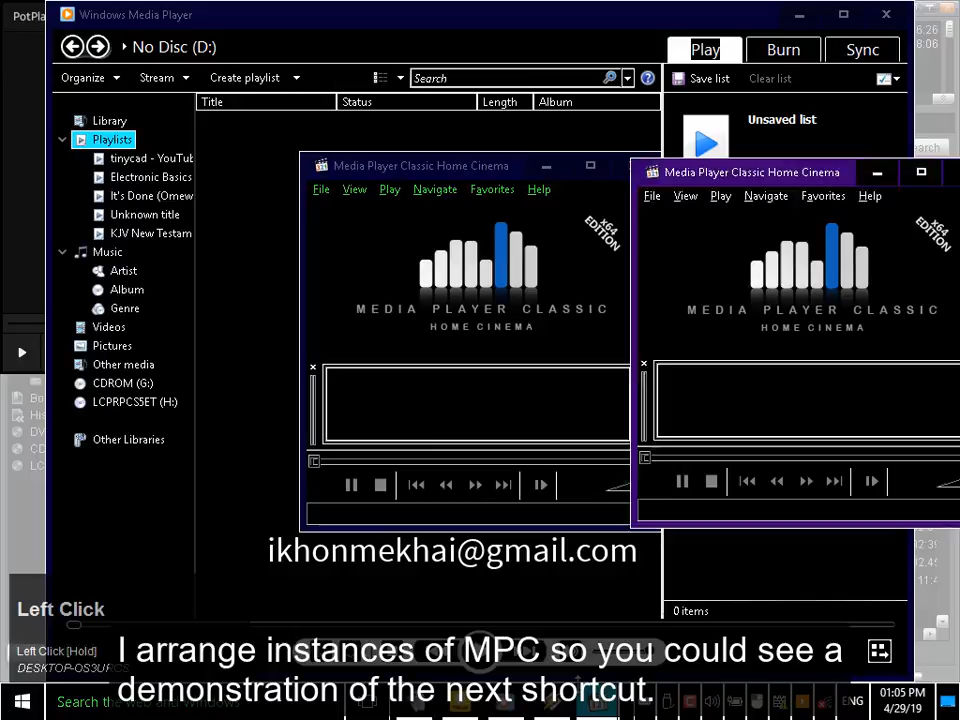 PotPla
Windows Media Player
No Disc (D:)
Play
Burn
Sync
Organize
Stream
Create playlist
Search
Save list
Clear list
Title
Status
Length
Album
Unsaved list
Library
Playlists
tinycad - YouTub
Electronic Basics
It's Done (Omew
Unknown title
KJV New Testam
Music
Artist
Album
Genre
Videos
Pictures
Other media
CDROM (G:)
LCPRPCS5ET (H:)
Other Libraries
Media Player Classic Home Cinema
File View Play Navigate Favorites Help
x64
EDITION
MEDIA PLAYER CLASSIC
HOME CINEMA
Media Player Classic Home Cinema
File View Play Navigate Favorites Help
x64
EDITION
MEDIA PLAYER CLASSIC
HOME CINEMA
ikhonmekhai@gmail.com
0 items
Left Click
Left Click [Hold]
I arrange instances of MPC so you could see a
demonstration of the next shortcut.
ENG
01:05 PM
4/29/19